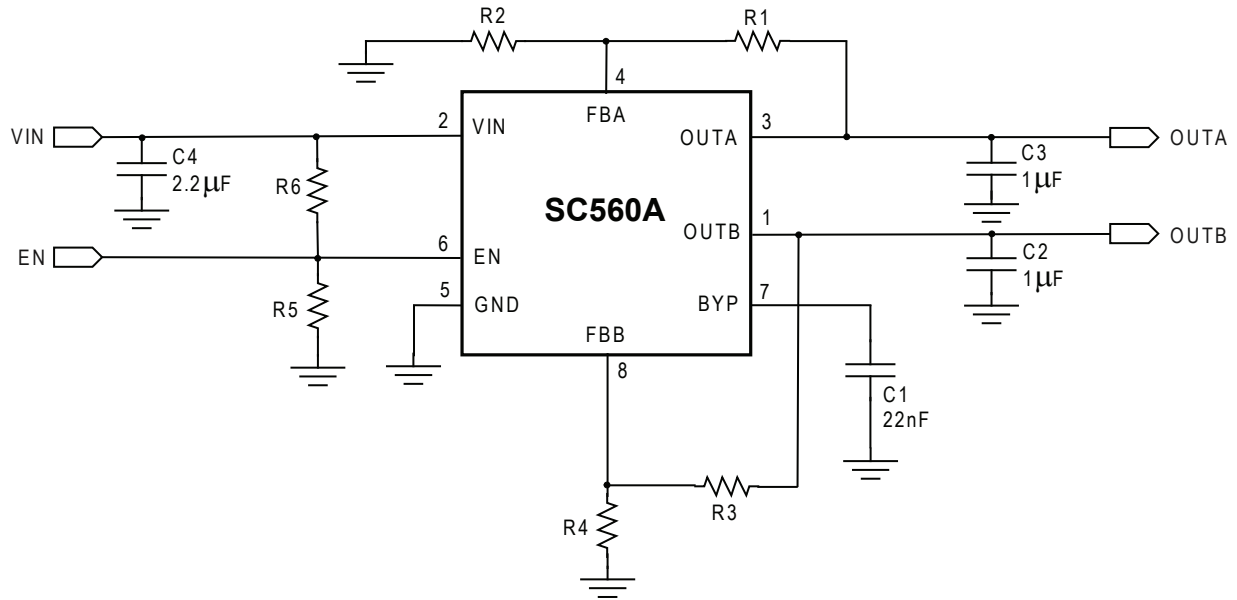 R2
R1
4
FBA
VIN
2
VIN
OUTA
3
OUTA
C4
2.2μF
C3
1μF
R6
SC560A
OUTB
1
OUTB
EN
6
EN
C2
1μF
R5
5
GND
BYP
7
FBB
8
C1
22nF
R3
R4